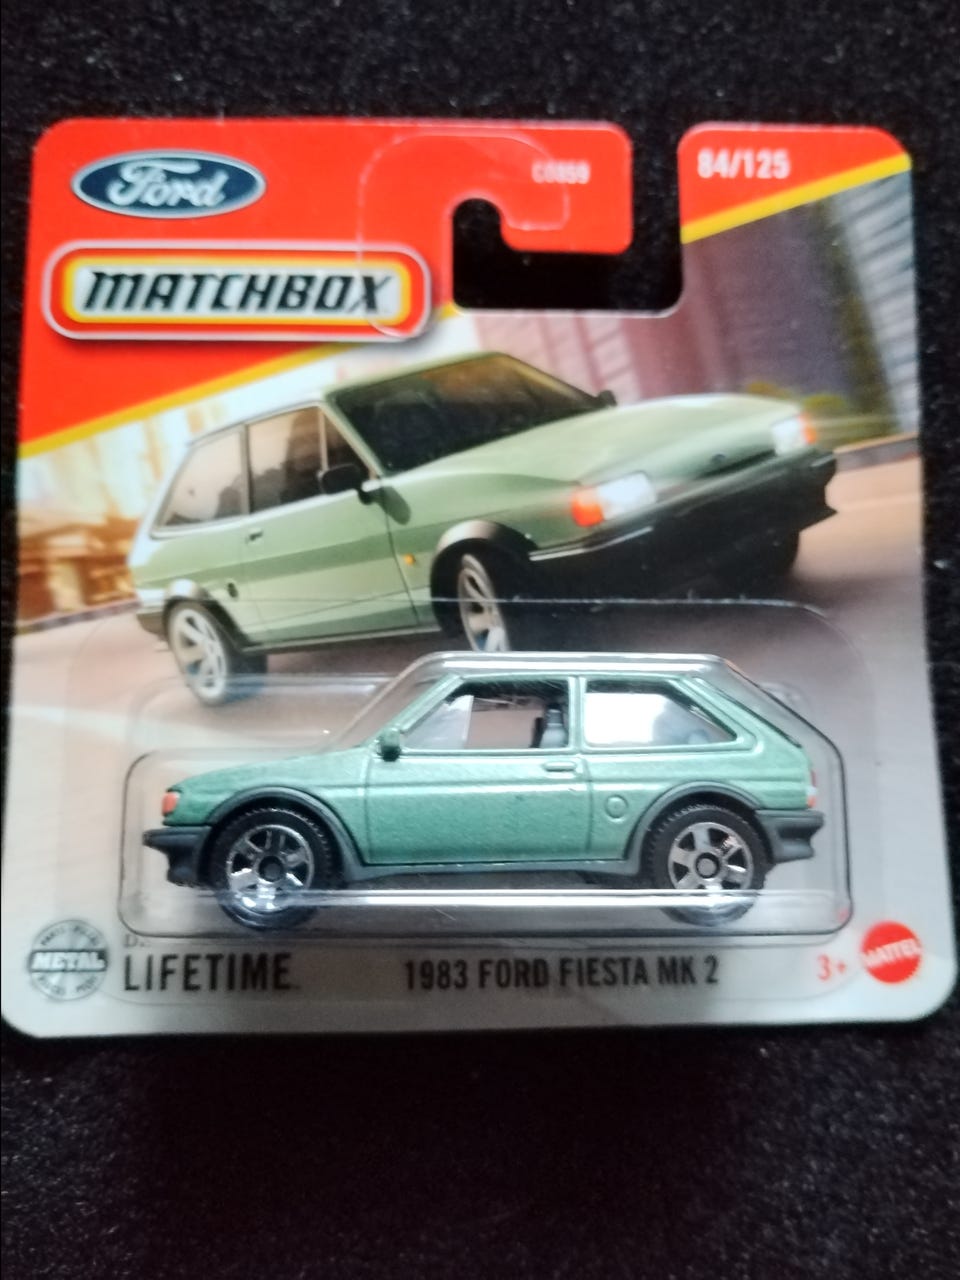 Ford
C0859
84/125
MATCHBOX
METAL
LIFETIME
1983 FORD FIESTA MK 2
3+
MATTEL